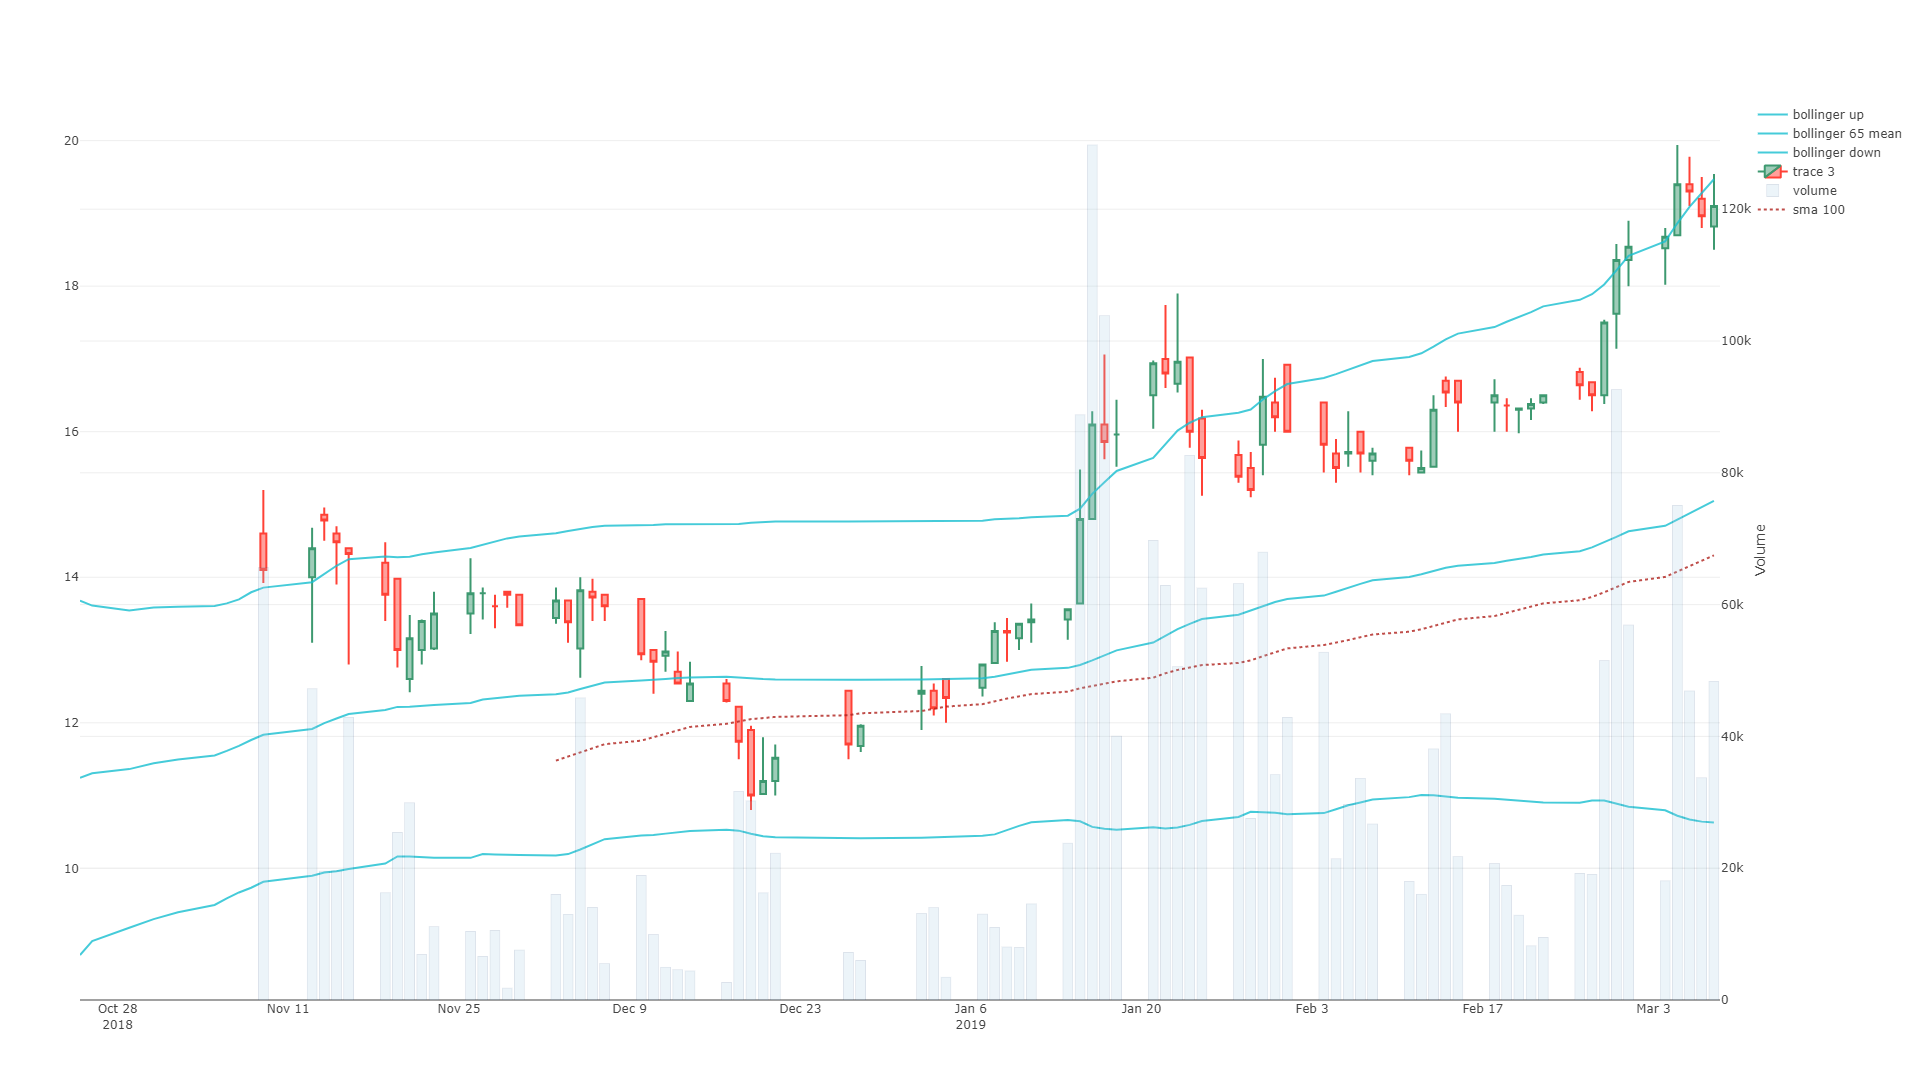 bollinger up
bollinger 65 mean
bollinger down
trace 3
volume
sma 100
20
18
16
14
12
10
120k
100k
80k
60k
40k
20k
0
Volume
Oct 28
2018
Nov 11
Nov 25
Dec 9
Dec 23
Jan 6
2019
Jan 20
Feb 3
Feb 17
Mar 3